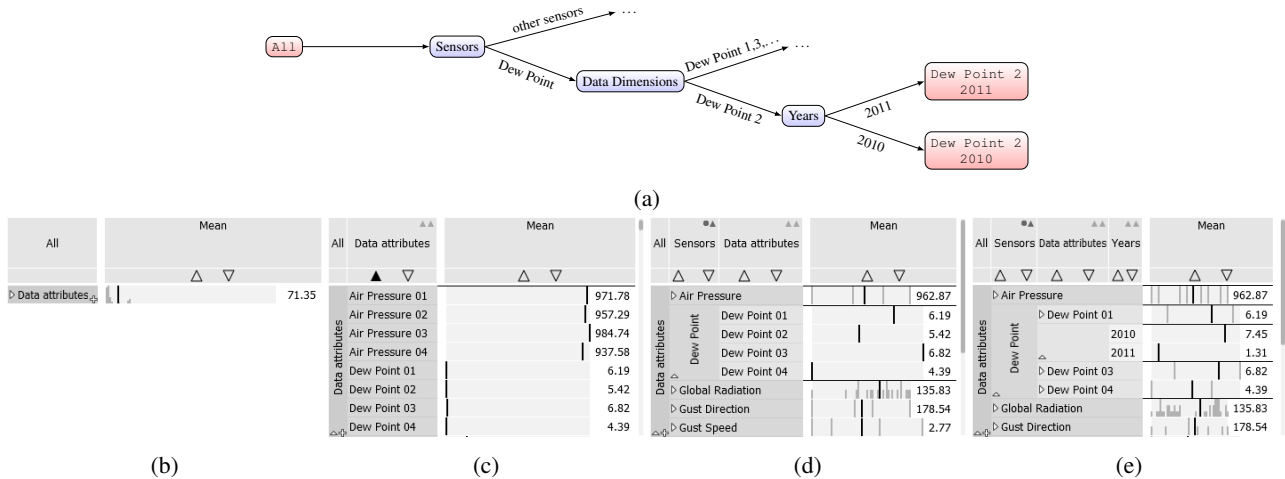 other sensors
...
All
Sensors
Dew Point 1,3,...
...
Dew Point
Data Dimensions
Dew Point 2
2011
Dew Point 2
Years
2011
Dew Point 2
2010
2010
(a)
All
Mean
Data attributes
71.35
(b)
All
Data attributes
Mean
Data attributes
Air Pressure 01
971.78
Air Pressure 02
957.29
Air Pressure 03
984.74
Air Pressure 04
937.58
Dew Point 01
6.19
Dew Point 02
5.42
Dew Point 03
6.82
Dew Point 04
4.39
(c)
All
Sensors
Data attributes
Mean
Data attributes
Air Pressure
962.87
Dew Point
Dew Point 01
6.19
Dew Point 02
5.42
Dew Point 03
6.82
Dew Point 04
4.39
Global Radiation
135.83
Gust Direction
178.54
Gust Speed
2.77
(d)
All
Sensors
Data attributes
Years
Mean
Data attributes
Air Pressure
962.87
Dew Point
Dew Point 01
6.19
2010
7.45
2011
1.31
Dew Point 03
6.82
Dew Point 04
4.39
Global Radiation
135.83
Gust Direction
178.54
(e)